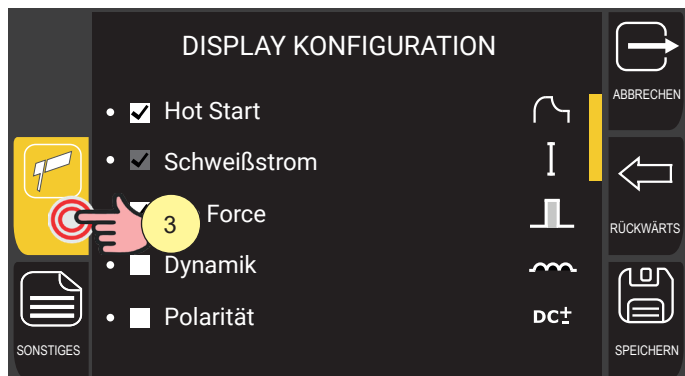 DISPLAY KONFIGURATION
ABBRECHEN
Hot Start
Schweißstrom
3
Force
RÜCKWÄRTS
Dynamik
Polarität
DC±
SONSTIGES
SPEICHERN